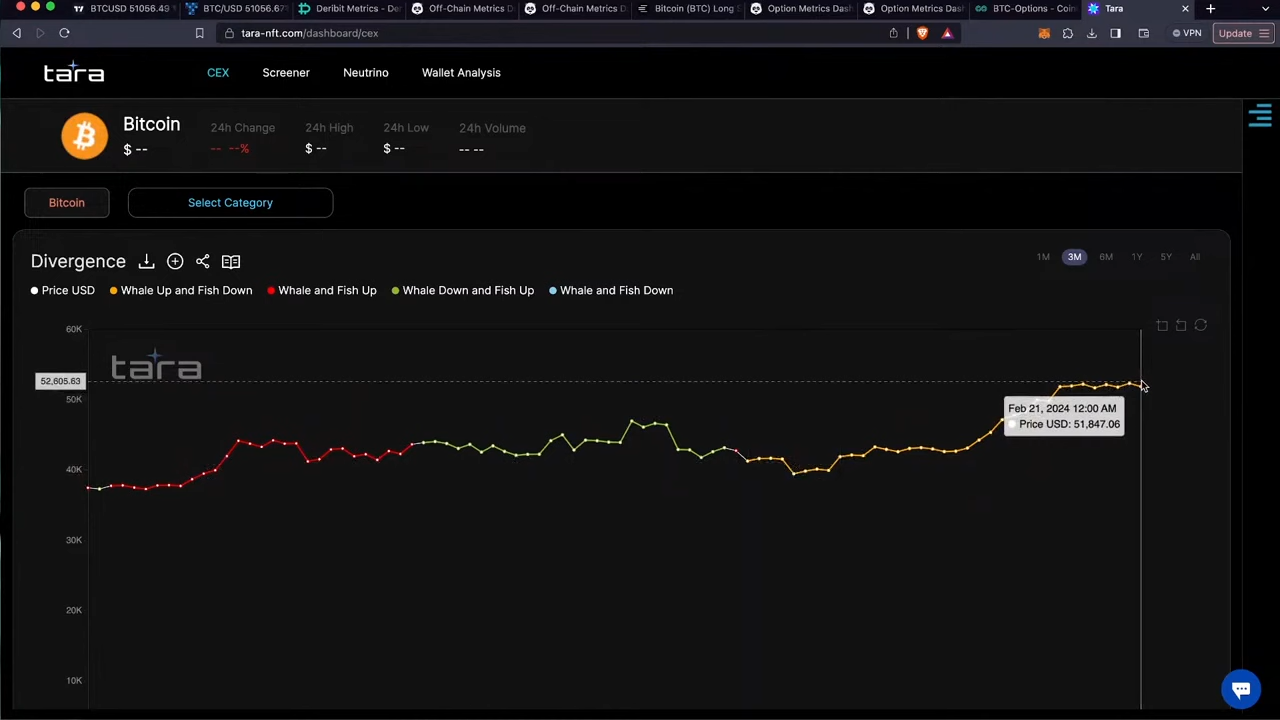 BTCUSD 51056.49
BTC/USD 51056.67
Deribit Metrics - Der
Off-Chain Metrics D
Off-Chain Metrics D
Bitcoin (BTC) Long
Option Metrics Dash
Option Metrics Dash
BTC-Options - Coin
Tara
tara-nft.com/dashboard/cex
VPN
Update
tara
CEX
Screener
Neutrino
Wallet Analysis
Bitcoin
24h Change
24h High
24h Low
24h Volume
$ --
-- --%
$ --
$ --
-- --
Bitcoin
Select Category
Divergence
1M
3M
6M
1Y
5Y
All
Price USD
Whale Up and Fish Down
Whale and Fish Up
Whale Down and Fish Up
Whale and Fish Down
60K
tara
52,605.63
50K
Feb 21, 2024 12:00 AM
Price USD: 51,847.06
40K
30K
20K
10K